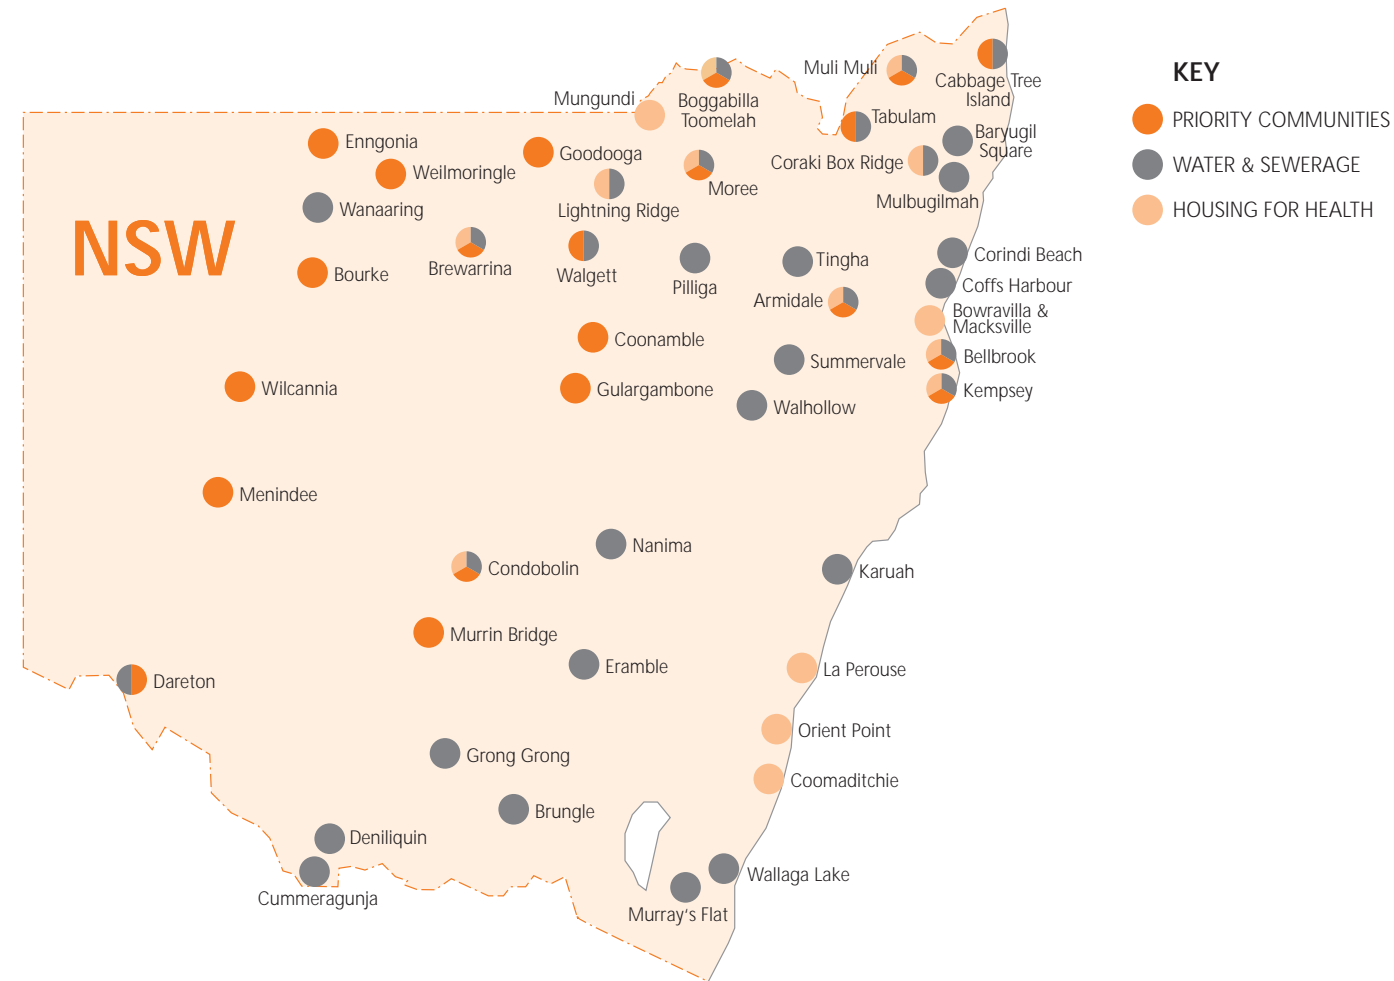 KEY
PRIORITY COMMUNITIES
WATER & SEWERAGE
HOUSING FOR HEALTH
NSW
Muli Muli
Cabbage Tree
Island
Mungundi
Boggabilla
Toomelah
Tabulam
Baryugil
Square
Enngonia
Goodooga
Coraki Box Ridge
Weilmoringle
Moree
Mulbugilmah
Wanaaring
Lightning Ridge
Brewarrina
Walgett
Pilliga
Tingha
Corindi Beach
Bourke
Coffs Harbour
Armidale
Bowravilla &
Macksville
Coonamble
Summervale
Bellbrook
Wilcannia
Gulargambone
Walhollow
Kempsey
Menindee
Nanima
Condobolin
Karuah
Murrin Bridge
Eramble
La Perouse
Dareton
Orient Point
Grong Grong
Coomaditchie
Brungle
Deniliquin
Cummeragunja
Wallaga Lake
Murray's Flat